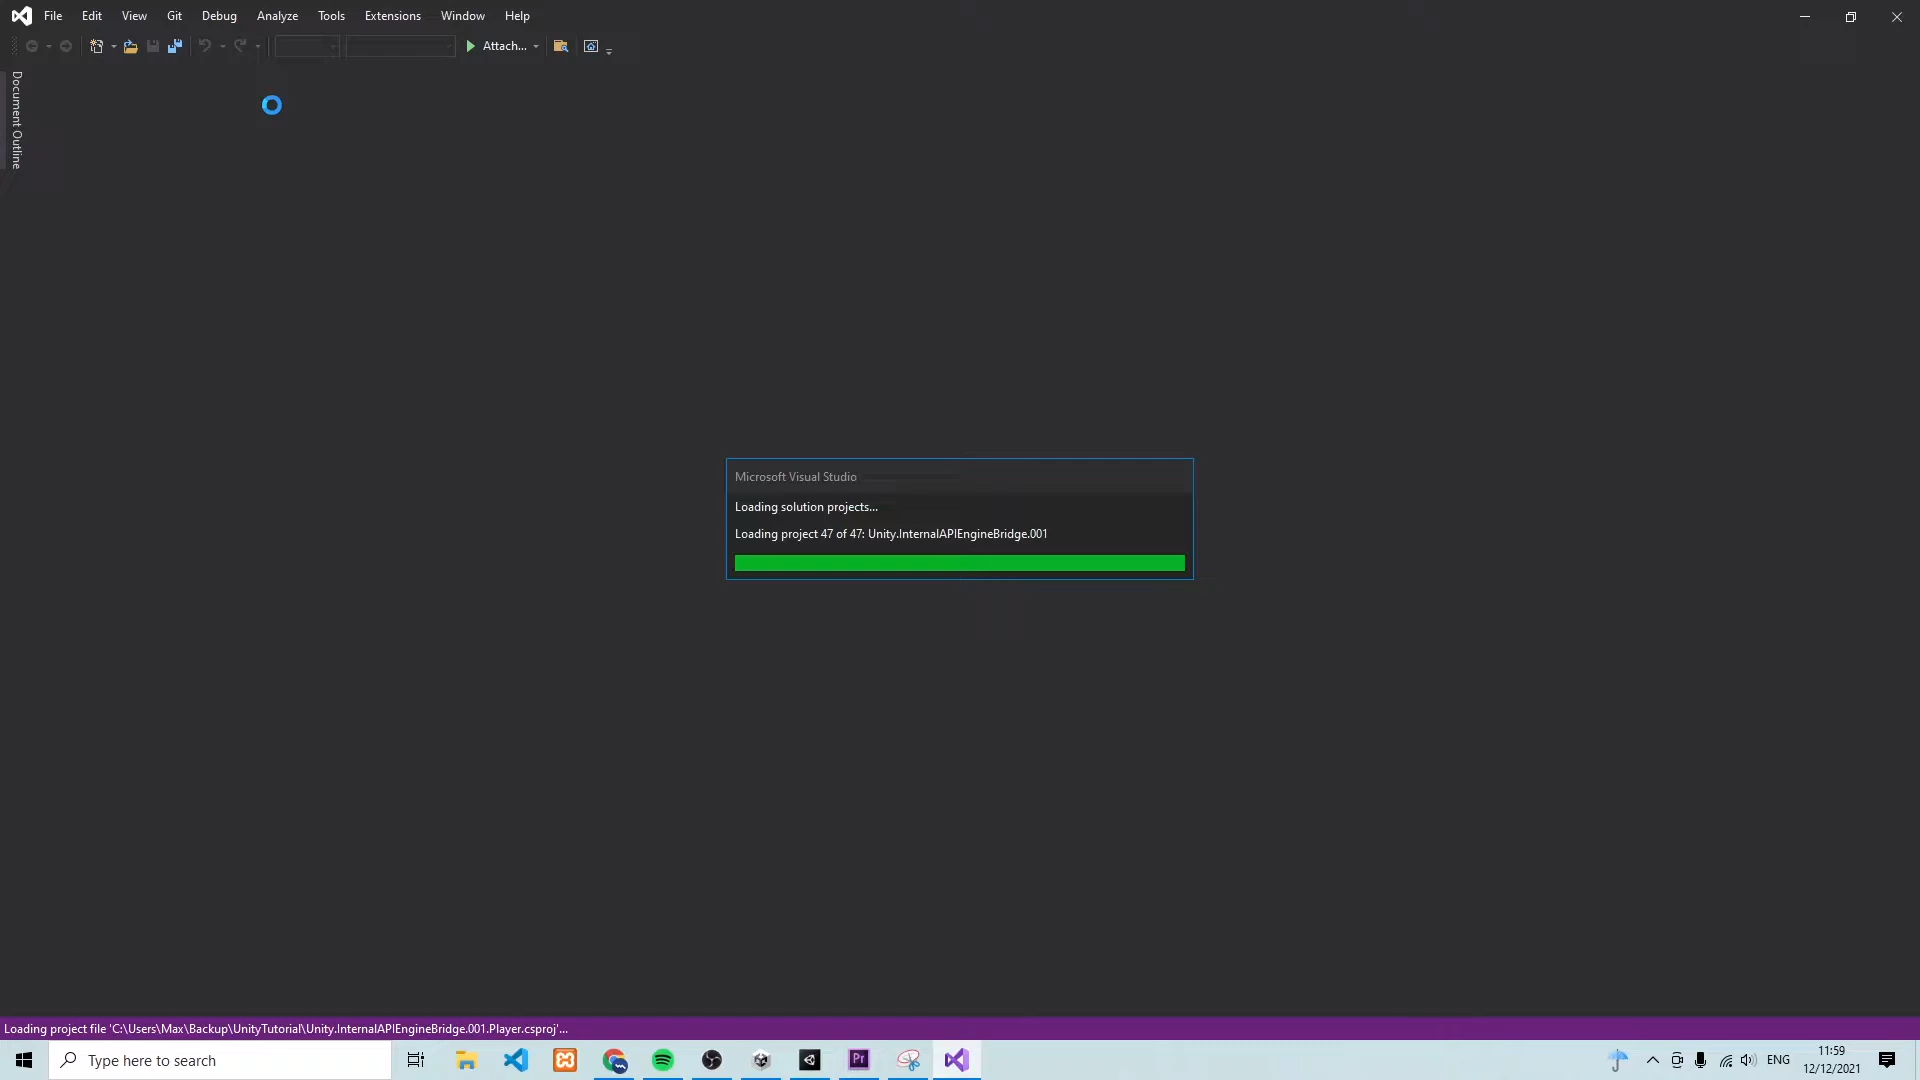 File Edit View Git Debug Analyze Tools Extensions Window Help
Attach...
Document Outline
Microsoft Visual Studio
Loading solution projects...
Loading project 47 of 47: Unity.InternalAPIEngineBridge.001
Loading project file 'C:\Users\Max\Backup\UnityTutorial\Unity.InternalAPIEngineBridge.001.Player.csproj'...
Type here to search
Pr
ENG
11:59
12/12/2021